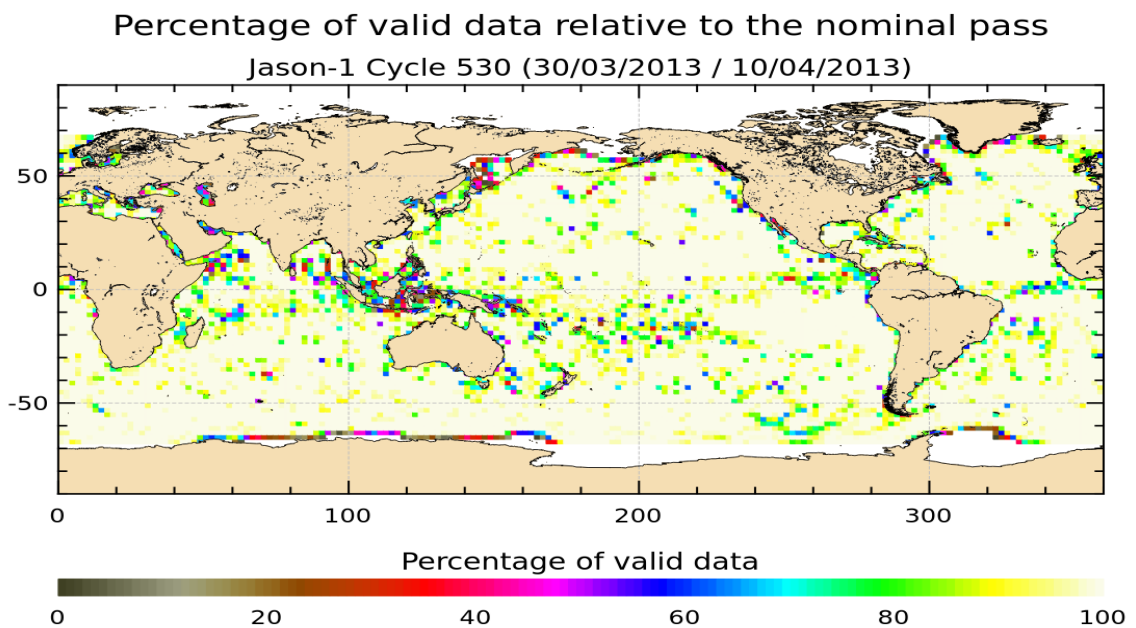 Percentage of valid data relative to the nominal pass
Jason-1 Cycle 530 (30/03/2013 / 10/04/2013)
50
0
-50
0 100 200 300
Percentage of valid data
0 20 40 60 80 100